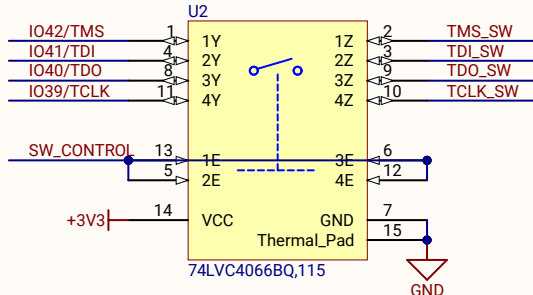 U2
IO42/TMS 1 1Y 1Z 2 TMS_SW
IO41/TDI 4 2Y 2Z 3 TDI_SW
IO40/TDO 8 3Y 3Z 9 TDO_SW
IO39/TCLK 11 4Y 4Z 10 TCLK_SW
SW_CONTROL 13 1E 3E 6
5 2E 4E 12
+3V3 14 VCC GND 7
Thermal_Pad 15
74LVC4066BQ,115
GND